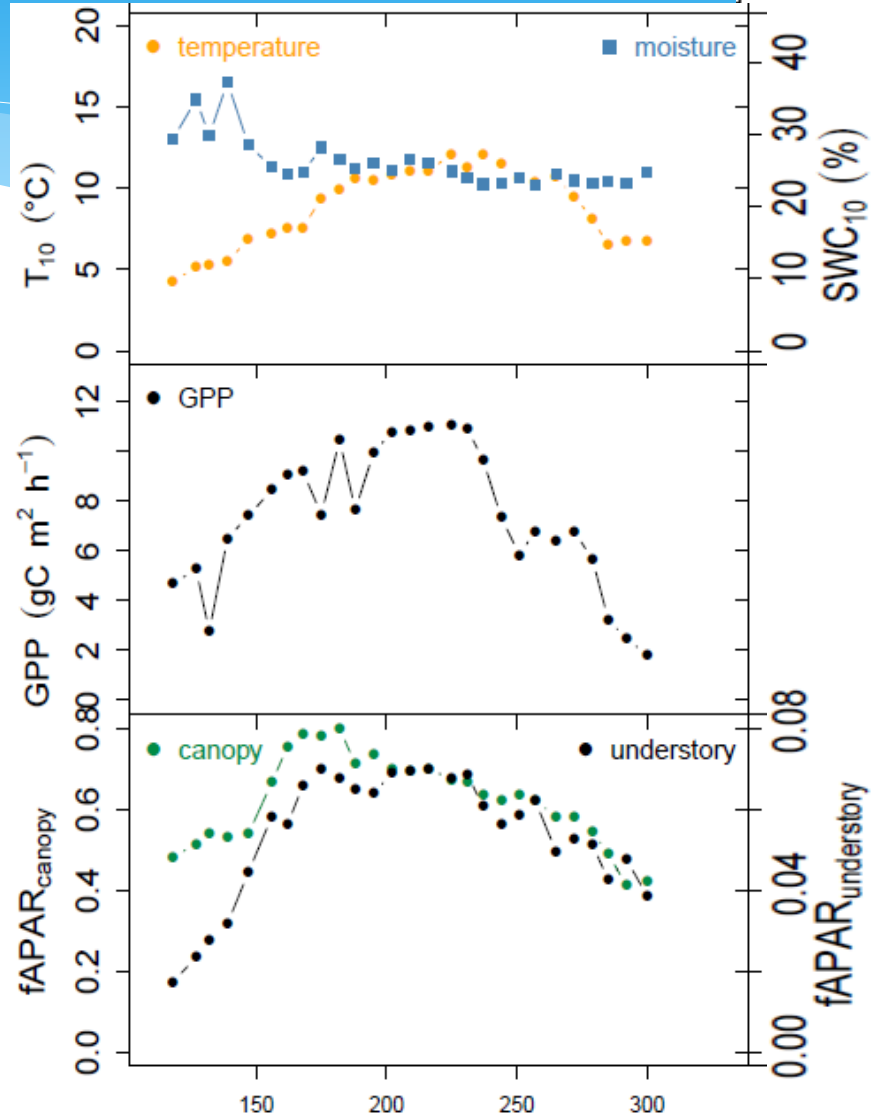 temperature
moisture
T10 (°C)
0 5 10 15 20
SWC10 (%)
0 10 20 30 40
GPP
GPP (gC m² h⁻¹)
0 2 4 6 8 12
canopy
understory
fAPARcanopy
0.0 0.2 0.4 0.6 0.8
fAPARunderstory
0.00 0.04 0.08
150 200 250 300